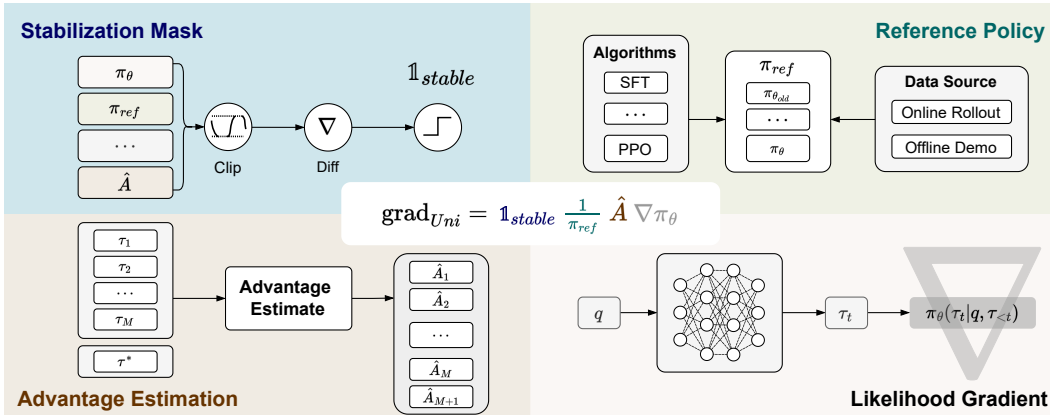 Stabilization Mask
π_θ
π_ref
...
Â
Clip
∇
Diff
𝟙_stable
Reference Policy
Algorithms
SFT
...
PPO
π_ref
π_θ_old
...
π_θ
Data Source
Online Rollout
Offline Demo
grad_Uni = 𝟙_stable 1/π_ref Â ∇π_θ
τ_1
τ_2
...
τ_M
τ*
Advantage
Estimate
Â_1
Â_2
...
Â_M
Â_M+1
Advantage Estimation
q
τ_t
π_θ(τ_t|q, τ_<t)
Likelihood Gradient